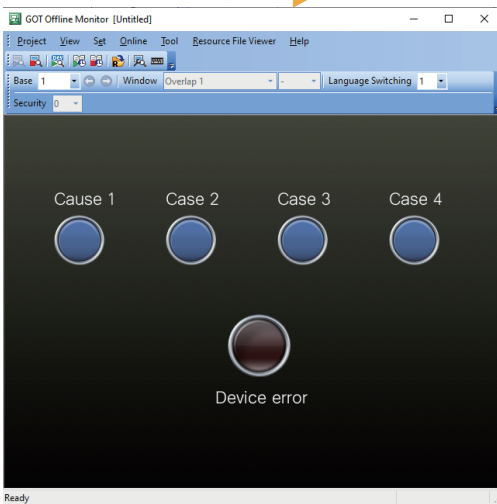 GOT Offline Monitor [Untitled]
Project View Set Online Tool Resource File Viewer Help
Base 1 Window Overlap 1 - Language Switching 1
Security 0
Cause 1 Case 2 Case 3 Case 4
Device error
Ready